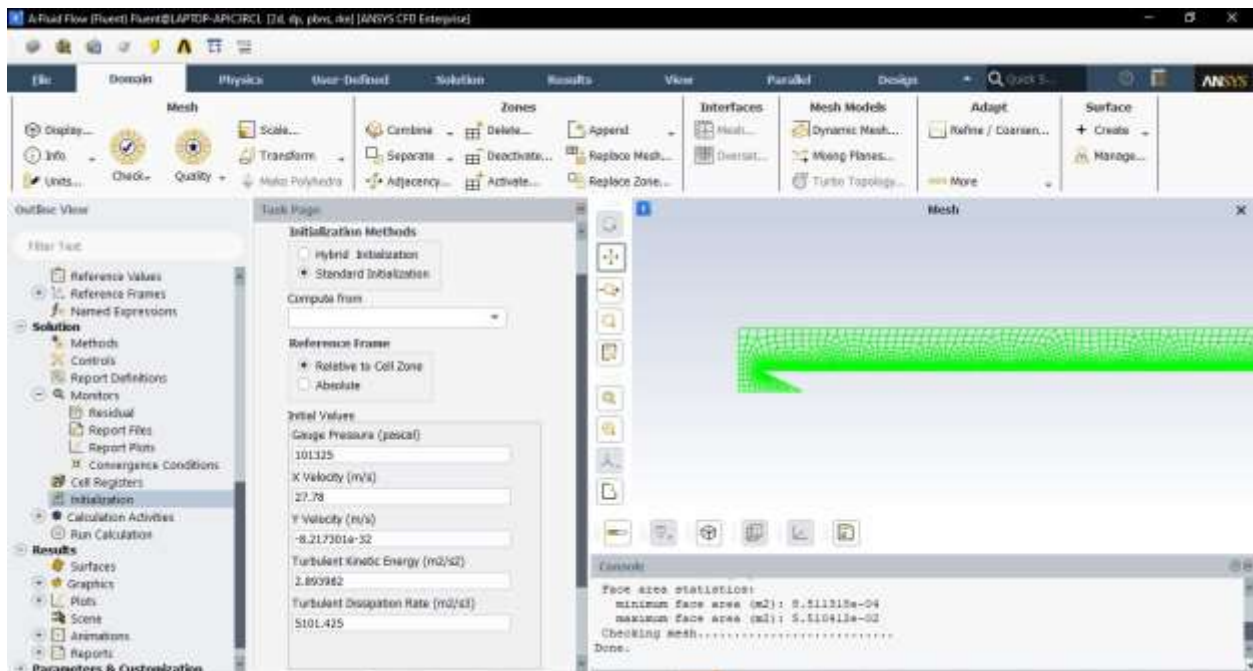 A:Fluid Flow (Fluent) Fluent@LAPTOP-APIC3RCL [2d, dp, pbns, rke] [ANSYS CFD Enterprise]
File Domain Physics User-Defined Solution Results View Parallel Design
ANSYS
Mesh Zones Interfaces Mesh Models Adapt Surface
Display... Scale... Combine Delete... Append Mesh... Dynamic Mesh... Refine / Coarsen... + Create
Info Transform Separate Deactivate... Replace Mesh... Overset... Mixing Planes... Manage...
Units... Check Quality Make Polyhedra Adjacency... Activate... Replace Zone... Turbo Topology... More
Outline View
Filter Text
Reference Values
Reference Frames
Named Expressions
Solution
Methods
Controls
Report Definitions
Monitors
Residual
Report Files
Report Plots
Convergence Conditions
Cell Registers
Initialization
Calculation Activities
Run Calculation
Results
Surfaces
Graphics
Plots
Scene
Animations
Reports
Parameters & Customization
Task Page
Initialization Methods
Hybrid Initialization
Standard Initialization
Compute from
Reference Frame
Relative to Cell Zone
Absolute
Initial Values
Gauge Pressure (pascal)
101325
X Velocity (m/s)
27.78
Y Velocity (m/s)
-8.217301e-32
Turbulent Kinetic Energy (m2/s2)
2.893982
Turbulent Dissipation Rate (m2/s3)
5101.425
Mesh
Console
Face area statistics:
minimum face area (m2):
maximum face area (m2): 5.510413e-02
Checking mesh..........................
Done.